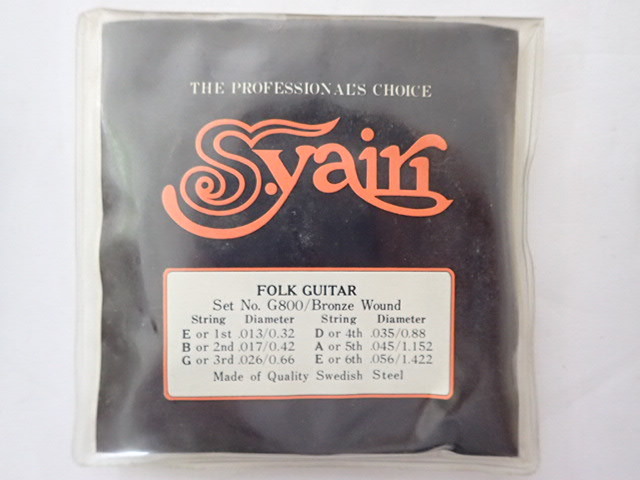 THE PROFESSIONAL'S CHOICE
S.yairi
FOLK GUITAR
Set No. G800/Bronze Wound
String Diameter String Diameter
E or 1st .013/0.32 D or 4th .035/0.88
B or 2nd .017/0.42 A or 5th .045/1.152
G or 3rd .026/0.66 E or 6th .056/1.422
Made of Quality Swedish Steel